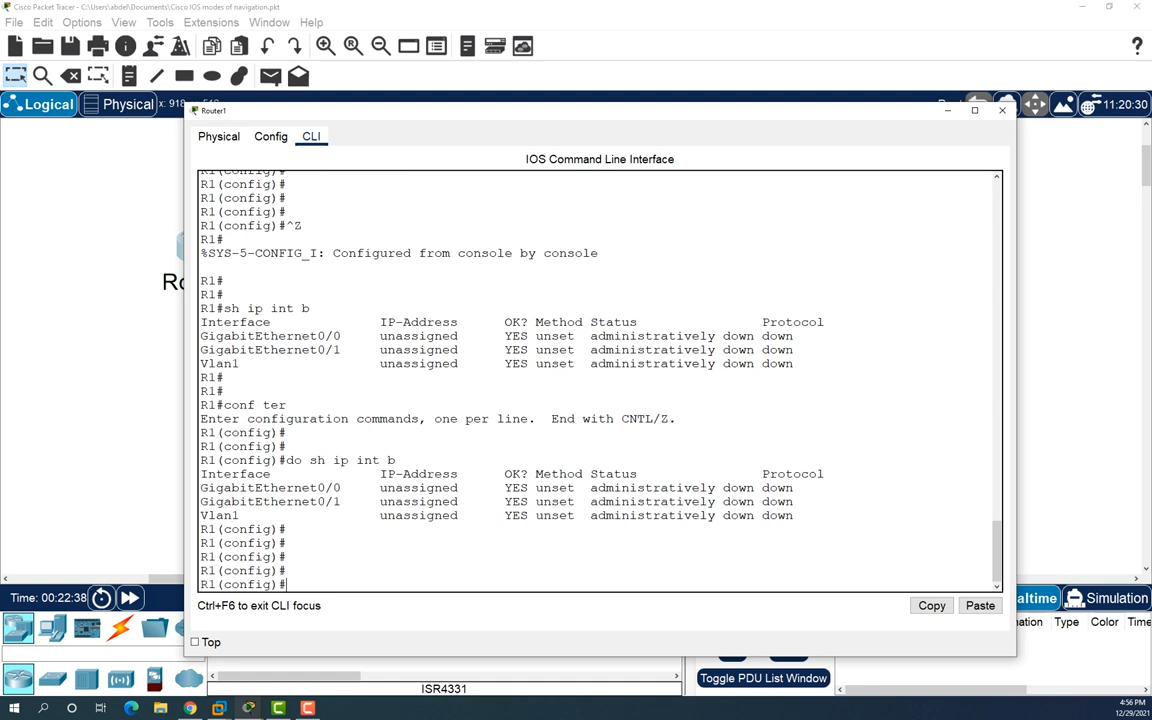 Cisco Packet Tracer - C:\Users\abdel\Documents\Cisco IOS modes of navigation.pkt
File Edit Options View Tools Extensions Window Help
Logical Physical x: 918 11:20:30
Router1
Physical Config CLI
IOS Command Line Interface
R1(config)#
R1(config)#
R1(config)#
R1(config)#
R1(config)#^Z
R1#
%SYS-5-CONFIG_I: Configured from console by console
R1#
R1#
R1#sh ip int b
Interface IP-Address OK? Method Status Protocol
GigabitEthernet0/0 unassigned YES unset administratively down down
GigabitEthernet0/1 unassigned YES unset administratively down down
Vlan1 unassigned YES unset administratively down down
R1#
R1#
R1#conf ter
Enter configuration commands, one per line. End with CNTL/Z.
R1(config)#
R1(config)#
R1(config)#do sh ip int b
Interface IP-Address OK? Method Status Protocol
GigabitEthernet0/0 unassigned YES unset administratively down down
GigabitEthernet0/1 unassigned YES unset administratively down down
Vlan1 unassigned YES unset administratively down down
R1(config)#
R1(config)#
R1(config)#
R1(config)#
R1(config)#
Ro
Ctrl+F6 to exit CLI focus Copy Paste
Top
Time: 00:22:38 altime Simulation
ation Type Color Time
Toggle PDU List Window
ISR4331
4:56 PM
12/29/2021